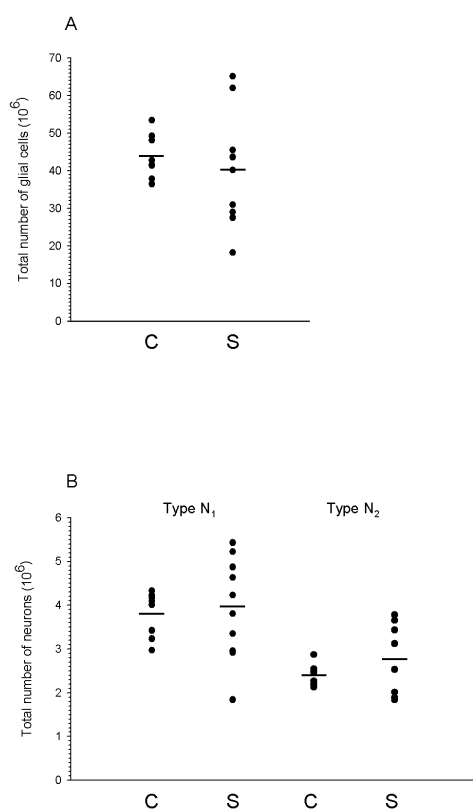 A
Total number of glial cells (10⁶)
70
60
50
40
30
20
10
0
C S
B
Type N₁ Type N₂
Total number of neurons (10⁶)
6
5
4
3
2
1
0
C S C S